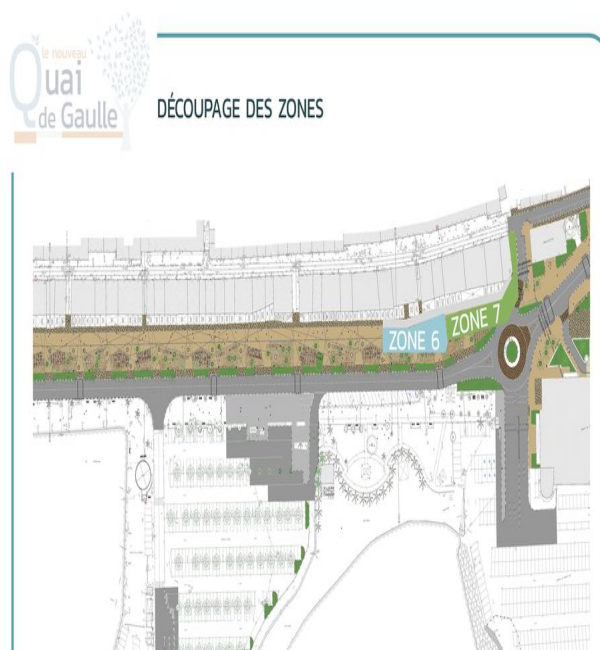 le nouveau
Quai
de Gaulle
DÉCOUPAGE DES ZONES
ZONE 6
ZONE 7